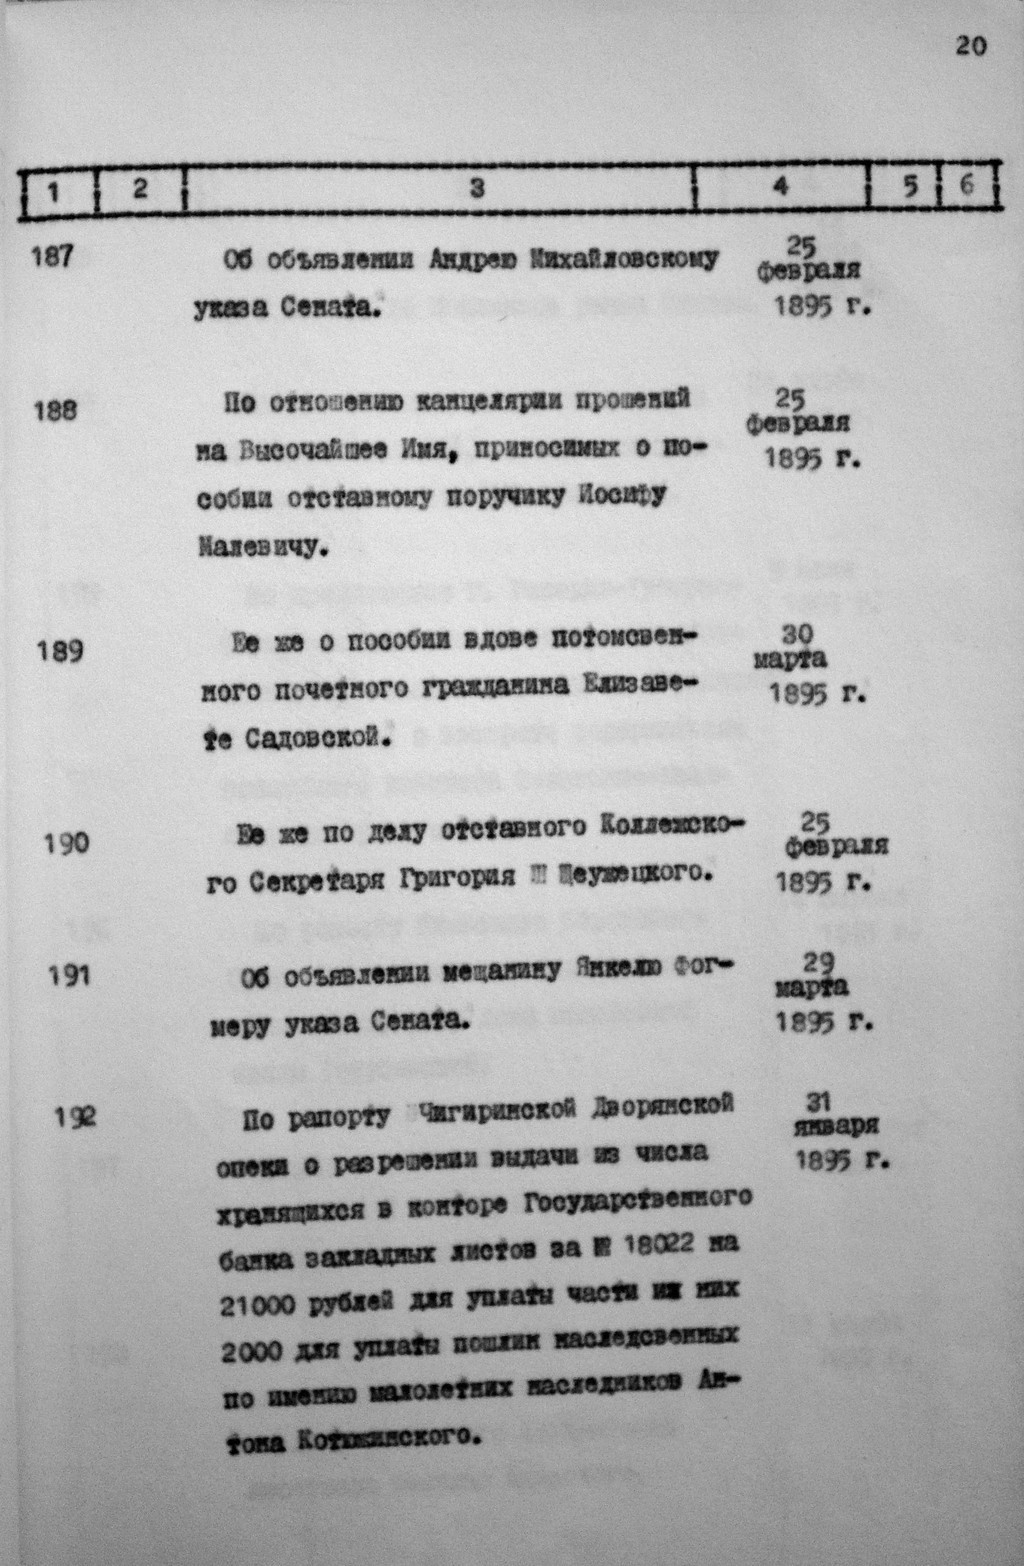 20
1 2 3 4 5 6
187 Об объявлении Андрею Михайловскому 25
февраля
указа Сената. 1895 г.
188 По отношению канцелярии прошений 25
февраля
на Высочайшее Имя, приносимых о по- 1895 г.
собии отставному поручику Иосифу
Малевичу.
189 Ее же о пособии вдове потомсвен- 30
марта
ного почетного гражданина Елизаве- 1895 г.
те Садовской.
190 Ее же по делу отставного Коллежско- 25
февраля
го Секретаря Григория Щеужецкого. 1895 г.
191 Об объявлении мещанину Янкелю Фог- 29
марта
меру указа Сената. 1895 г.
192 По рапорту Чигиринской Дворянской 31
января
опеки о разрешении выдачи из числа 1895 г.
хранящихся в конторе Государственного
банка закладных листов за № 18022 на
21000 рублей для уплаты части из них
2000 для уплаты пошлин наследсвенных
по имению малолетних наследников Ан-
тона Котюжинского.